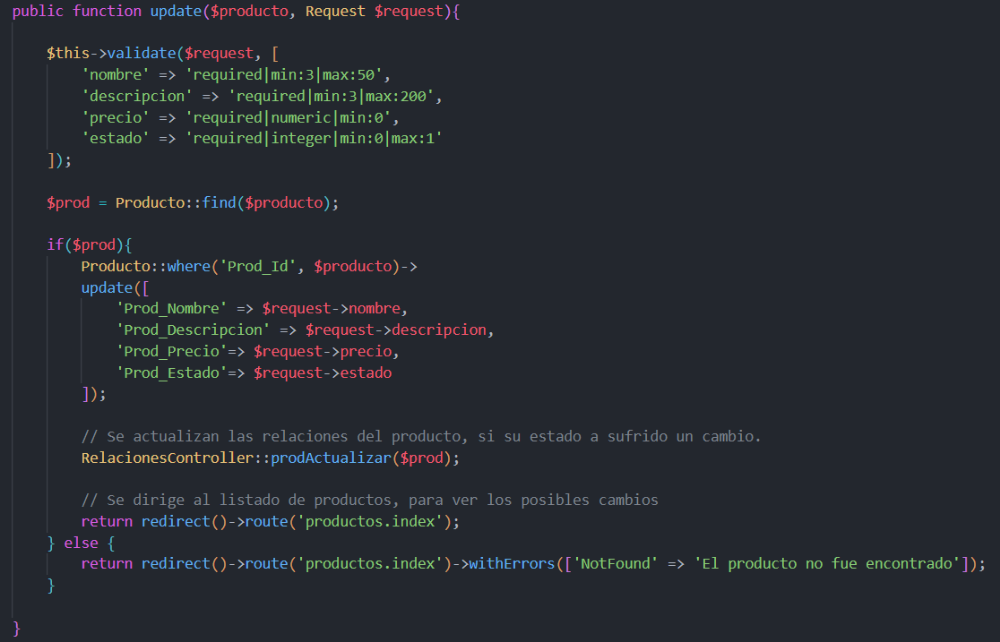 public function update($producto, Request $request){
$this->validate($request, [
'nombre' => 'required|min:3|max:50',
'descripcion' => 'required|min:3|max:200',
'precio' => 'required|numeric|min:0',
'estado' => 'required|integer|min:0|max:1'
]);
$prod = Producto::find($producto);
if($prod){
Producto::where('Prod_Id', $producto)->
update([
'Prod_Nombre' => $request->nombre,
'Prod_Descripcion' => $request->descripcion,
'Prod_Precio'=> $request->precio,
'Prod_Estado'=> $request->estado
]);
// Se actualizan las relaciones del producto, si su estado a sufrido un cambio.
RelacionesController::prodActualizar($prod);
// Se dirige al listado de productos, para ver los posibles cambios
return redirect()->route('productos.index');
} else {
return redirect()->route('productos.index')->withErrors(['NotFound' => 'El producto no fue encontrado']);
}
}